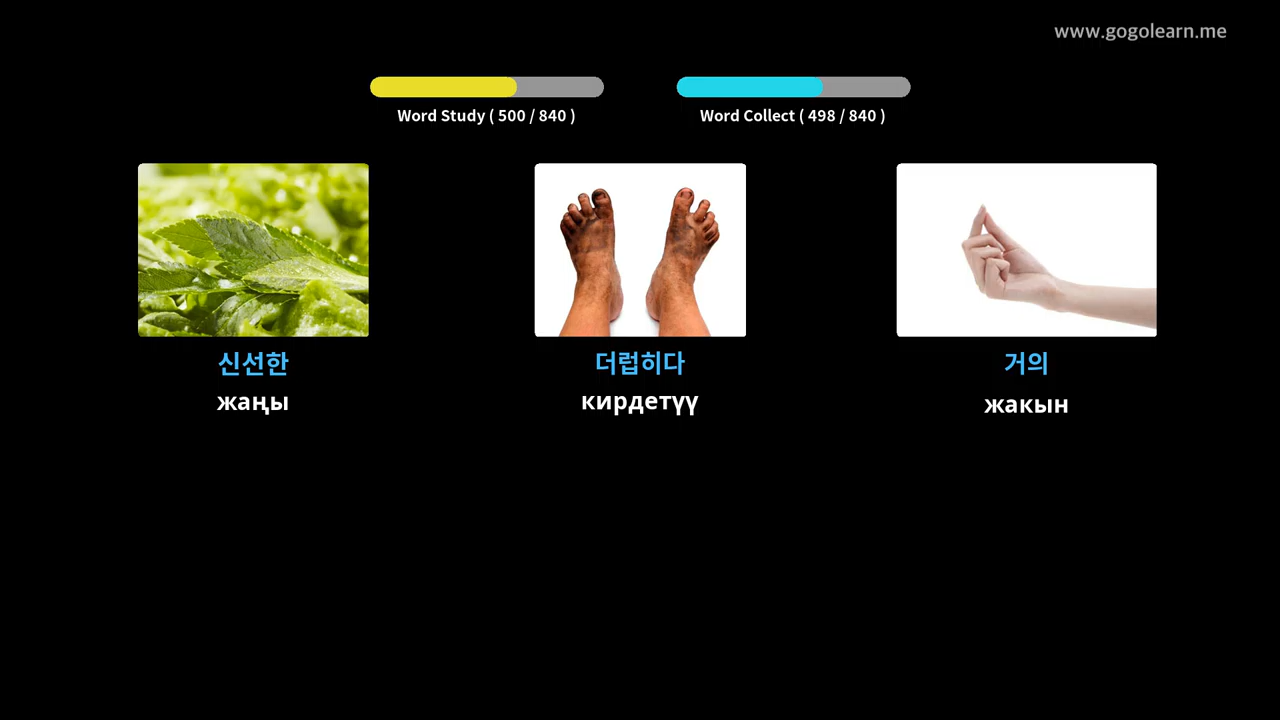 www.gogolearn.me
Word Study ( 500 / 840 )
Word Collect ( 498 / 840 )
신선한
더럽히다
거의
жаңы
кирдетүү
жакын